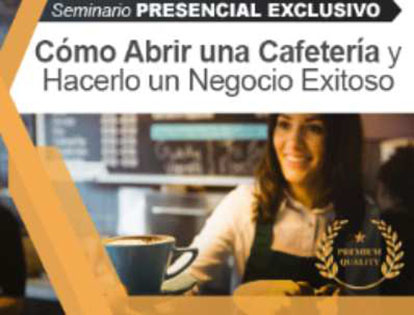 Seminario PRESENCIAL EXCLUSIVO
Cómo Abrir una Cafetería y
Hacerlo un Negocio Exitoso
PREMIUM
QUALITY